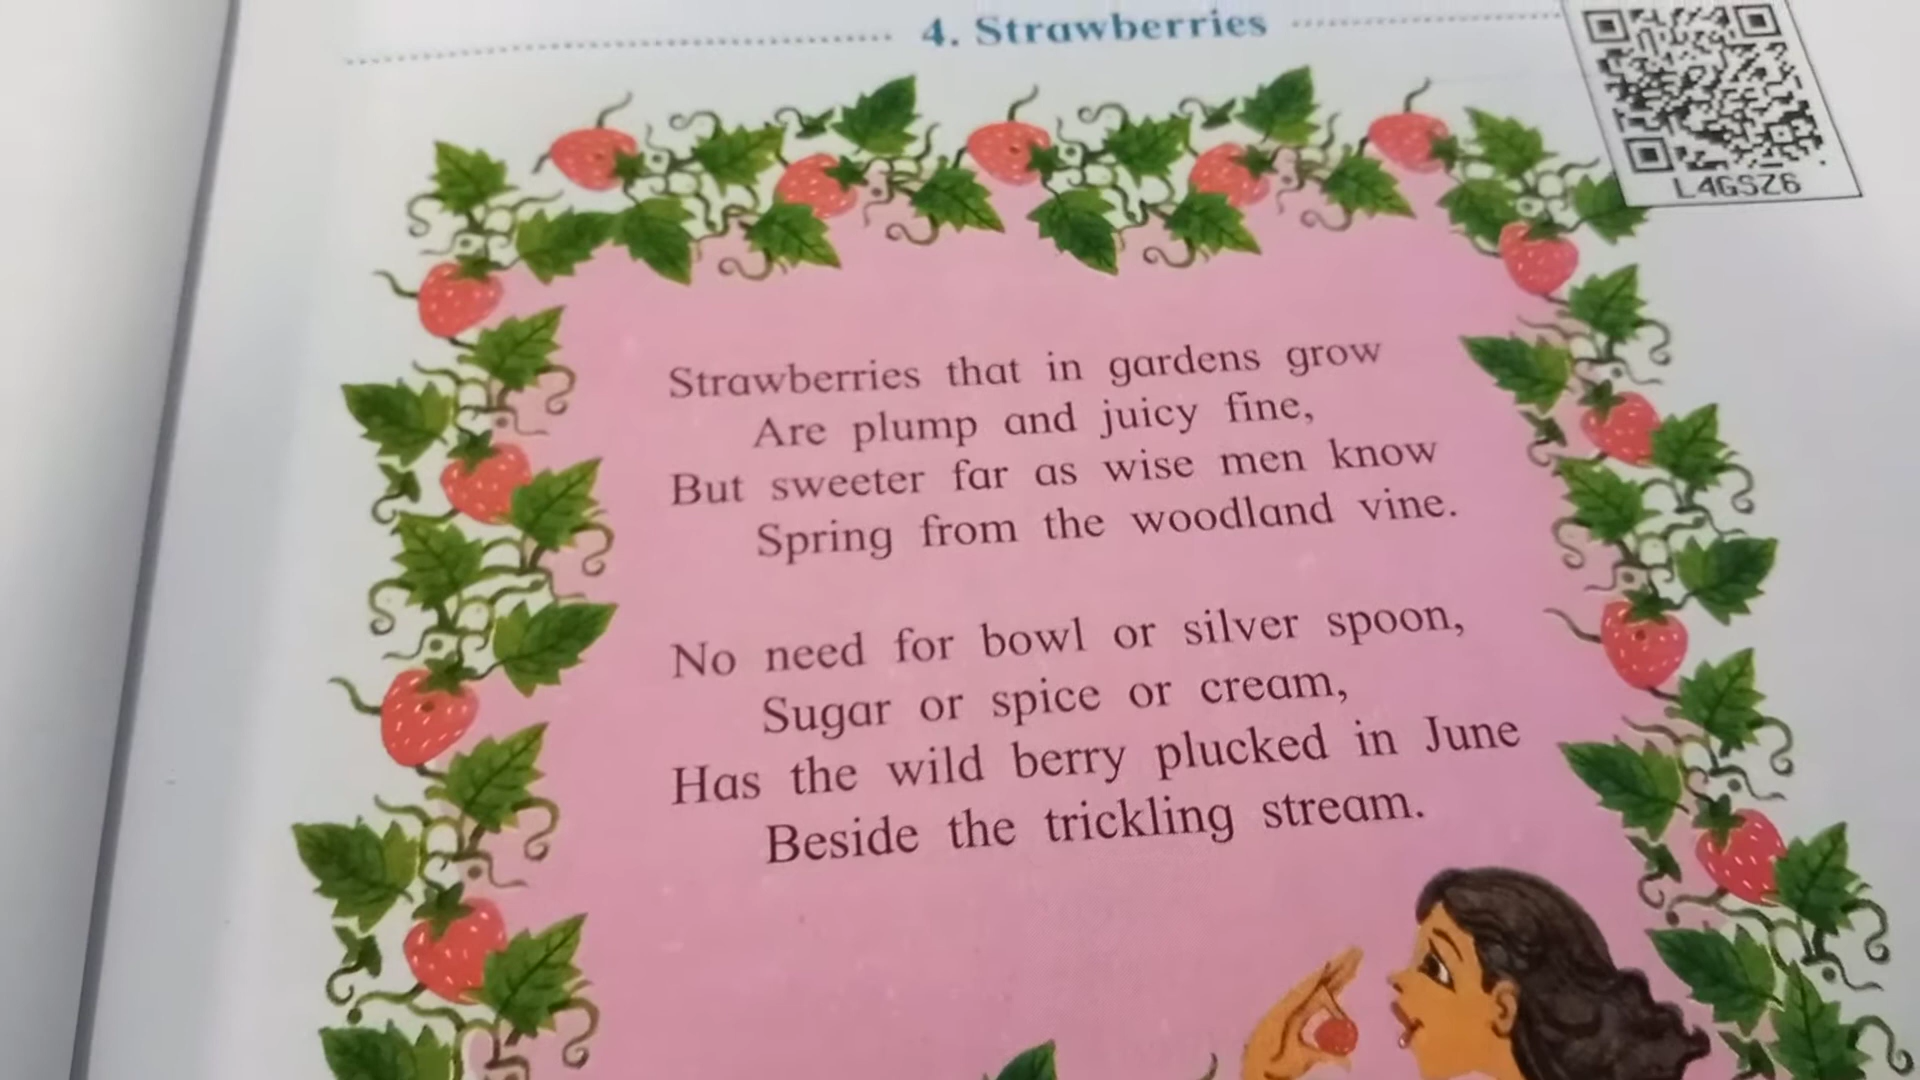 4. Strawberries
L4GSZ6
Strawberries that in gardens grow
Are plump and juicy fine,
But sweeter far as wise men know
Spring from the woodland vine.
No need for bowl or silver spoon,
Sugar or spice or cream,
Has the wild berry plucked in June
Beside the trickling stream.